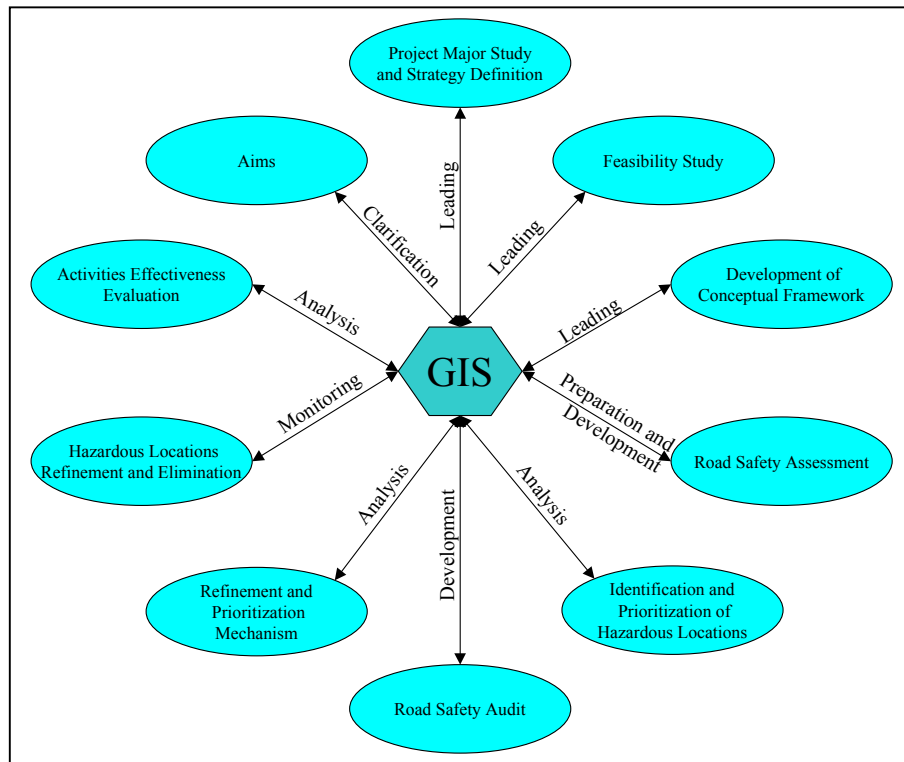 Project Major Study
and Strategy Definition
Aims
Feasibility Study
Leading
Clarification
Leading
Activities Effectiveness
Evaluation
Development of
Conceptual Framework
Analysis
Leading
GIS
Monitoring
Preparation and
Development
Hazardous Locations
Refinement and Elimination
Road Safety Assessment
Analysis
Development
Analysis
Refinement and
Prioritization
Mechanism
Identification and
Prioritization of
Hazardous Locations
Road Safety Audit